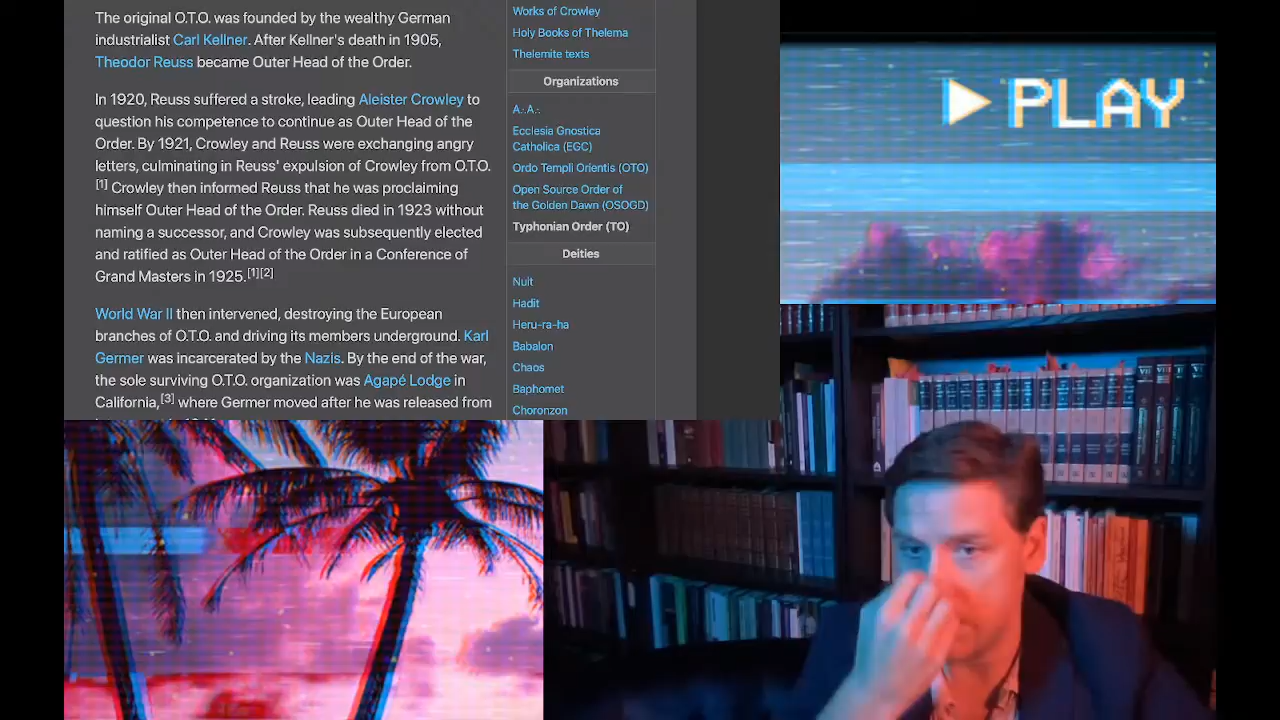 The original O.T.O. was founded by the wealthy German
industrialist Carl Kellner. After Kellner's death in 1905,
Theodor Reuss became Outer Head of the Order.
In 1920, Reuss suffered a stroke, leading Aleister Crowley to
question his competence to continue as Outer Head of the
Order. By 1921, Crowley and Reuss were exchanging angry
letters, culminating in Reuss' expulsion of Crowley from O.T.O.
[1] Crowley then informed Reuss that he was proclaiming
himself Outer Head of the Order. Reuss died in 1923 without
naming a successor, and Crowley was subsequently elected
and ratified as Outer Head of the Order in a Conference of
Grand Masters in 1925.[1][2]
World War II then intervened, destroying the European
branches of O.T.O. and driving its members underground. Karl
Germer was incarcerated by the Nazis. By the end of the war,
the sole surviving O.T.O. organization was Agapé Lodge in
California,[3] where Germer moved after he was released from
Works of Crowley
Holy Books of Thelema
Thelemite texts
Organizations
A∴A∴
Ecclesia Gnostica
Catholica (EGC)
Ordo Templi Orientis (OTO)
Open Source Order of
the Golden Dawn (OSOGD)
Typhonian Order (TO)
Deities
Nuit
Hadit
Heru-ra-ha
Babalon
Chaos
Baphomet
Choronzon
PLAY